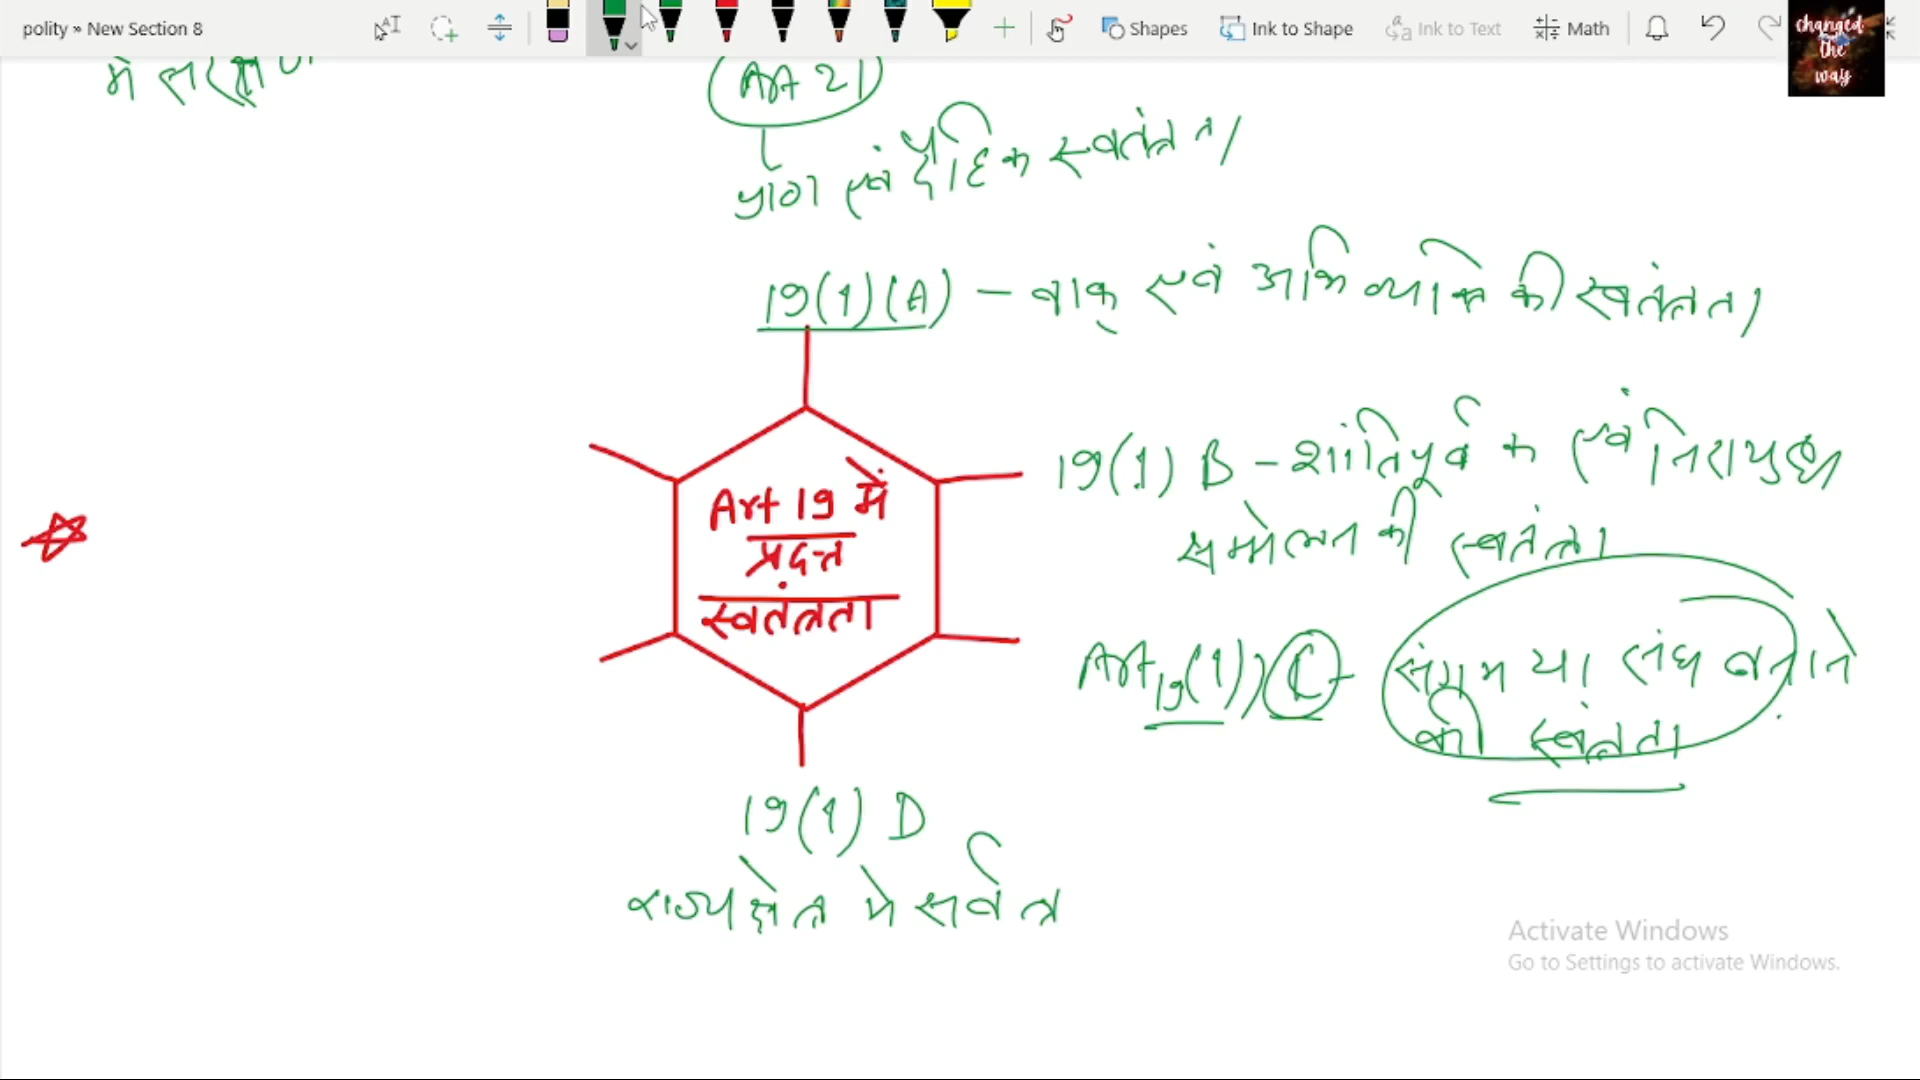 polity » New Section 8
Shapes
Ink to Shape
Ink to Text
Math
changed
the
way
में संरक्षण
(Art 21)
प्राण एवं दैहिक स्वतंत्रता
19(1)(A) – वाक् एवं अभिव्यक्ति की स्वतंत्रता
19(1) B – शांतिपूर्वक एवं निरायुध
सम्मेलन की स्वतंत्रता
Art 19 में
प्रदत्त
स्वतंत्रता
Art 19(1) C – संगम या संघ बनाने
की स्वतंत्रता
19(1) D
राज्यक्षेत्र में सर्वत्र
Activate Windows
Go to Settings to activate Windows.